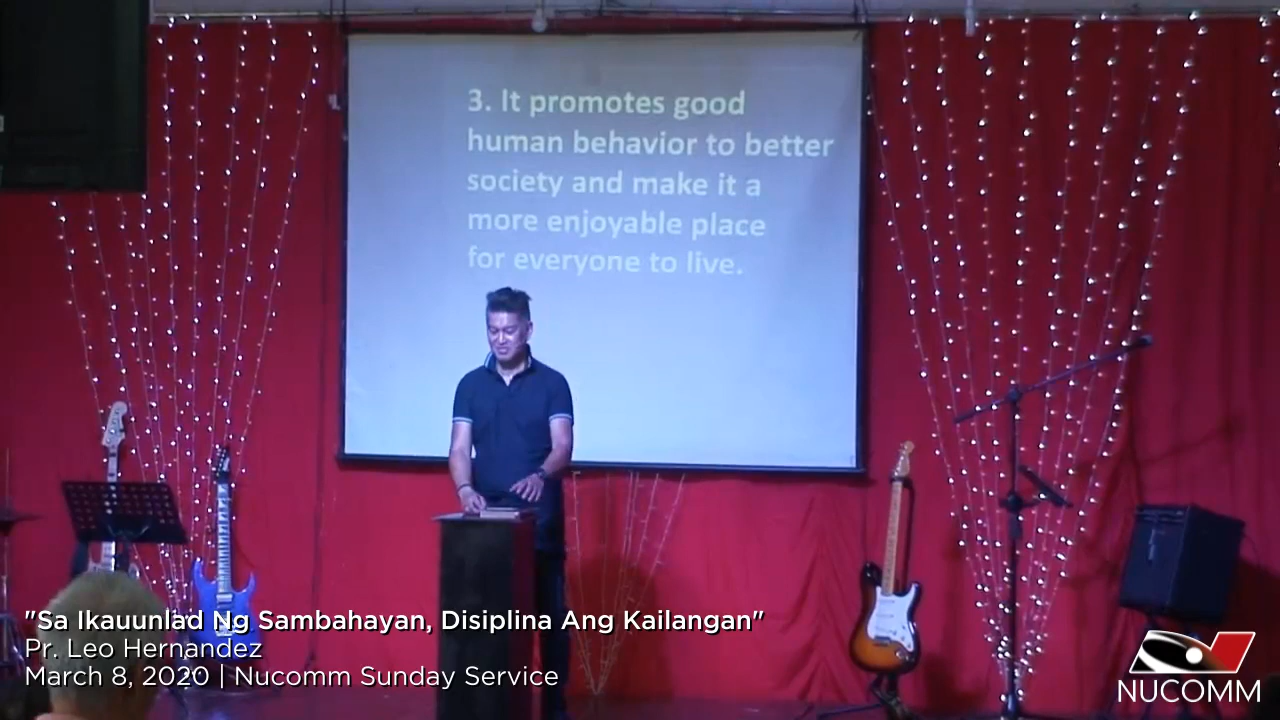 3. It promotes good
human behavior to better
society and make it a
more enjoyable place
for everyone to live.
"Sa Ikauunlad Ng Sambahayan, Disiplina Ang Kailangan"
Pr. Leo Hernandez
March 8, 2020 | Nucomm Sunday Service
NUCOMM